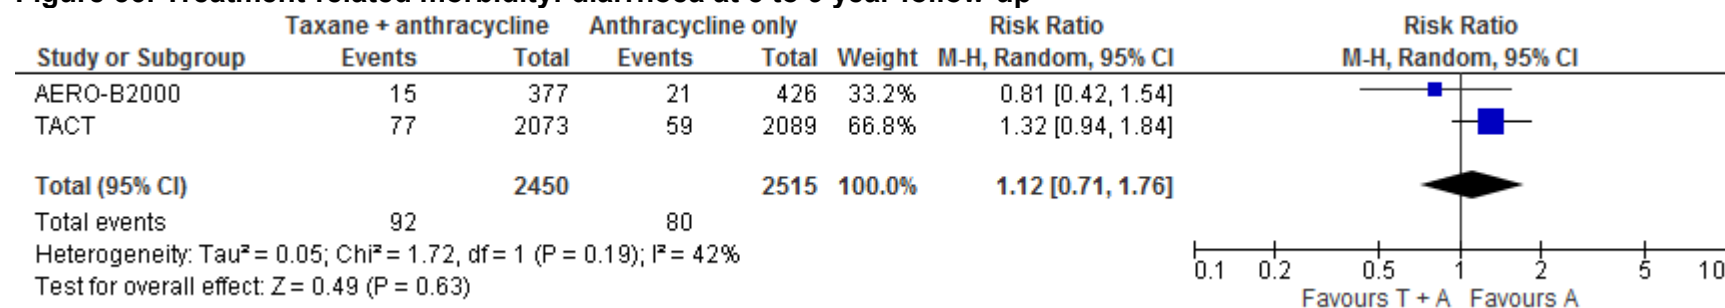 Study or Subgroup Taxane + anthracycline Events Total Anthracycline only Events Total Weight Risk Ratio M-H, Random, 95% CI Risk Ratio M-H, Random, 95% CI
AERO-B2000 15 377 21 426 33.2% 0.81 [0.42, 1.54]
TACT 77 2073 59 2089 66.8% 1.32 [0.94, 1.84]
Total (95% CI) 2450 2515 100.0% 1.12 [0.71, 1.76]
Total events 92 80
Heterogeneity: Tau² = 0.05; Chi² = 1.72, df = 1 (P = 0.19); I² = 42%
Test for overall effect: Z = 0.49 (P = 0.63)
0.1 0.2 0.5 1 2 5 10
Favours T + A Favours A